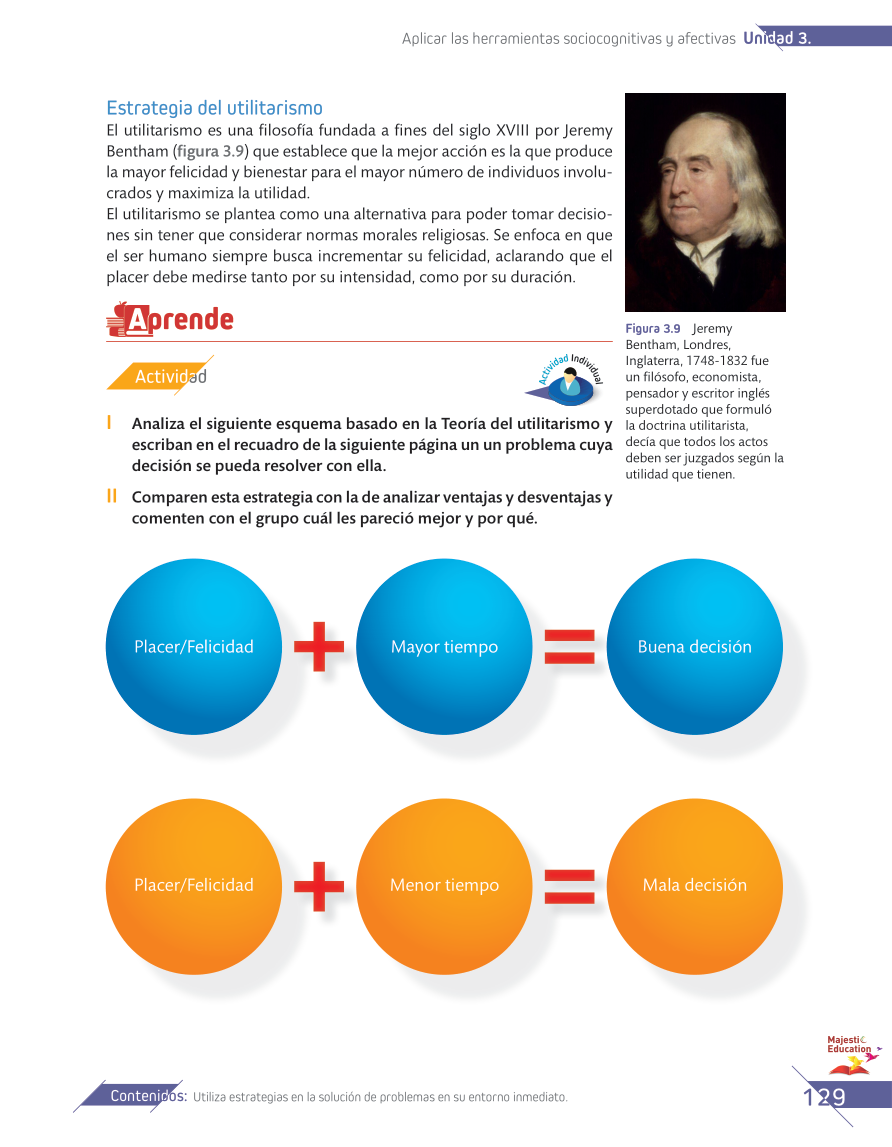 Aplicar las herramientas sociocognitivas y afectivas Unidad 3.
Estrategia del utilitarismo
El utilitarismo es una filosofía fundada a fines del siglo XVIII por Jeremy
Bentham (figura 3.9) que establece que la mejor acción es la que produce
la mayor felicidad y bienestar para el mayor número de individuos involu-
crados y maximiza la utilidad.
El utilitarismo se plantea como una alternativa para poder tomar decisio-
nes sin tener que considerar normas morales religiosas. Se enfoca en que
el ser humano siempre busca incrementar su felicidad, aclarando que el
placer debe medirse tanto por su intensidad, como por su duración.
Figura 3.9 Jeremy
Bentham, Londres,
Inglaterra, 1748-1832 fue
un filósofo, economista,
pensador y escritor inglés
superdotado que formuló
la doctrina utilitarista,
decía que todos los actos
deben ser juzgados según la
utilidad que tienen.
Aprende
Actividad
Actividad Individual
I Analiza el siguiente esquema basado en la Teoría del utilitarismo y
escriban en el recuadro de la siguiente página un un problema cuya
decisión se pueda resolver con ella.
II Comparen esta estrategia con la de analizar ventajas y desventajas y
comenten con el grupo cuál les pareció mejor y por qué.
Placer/Felicidad + Mayor tiempo = Buena decisión
Placer/Felicidad + Menor tiempo = Mala decisión
Majestic
Education
Contenidos: Utiliza estrategias en la solución de problemas en su entorno inmediato.
129